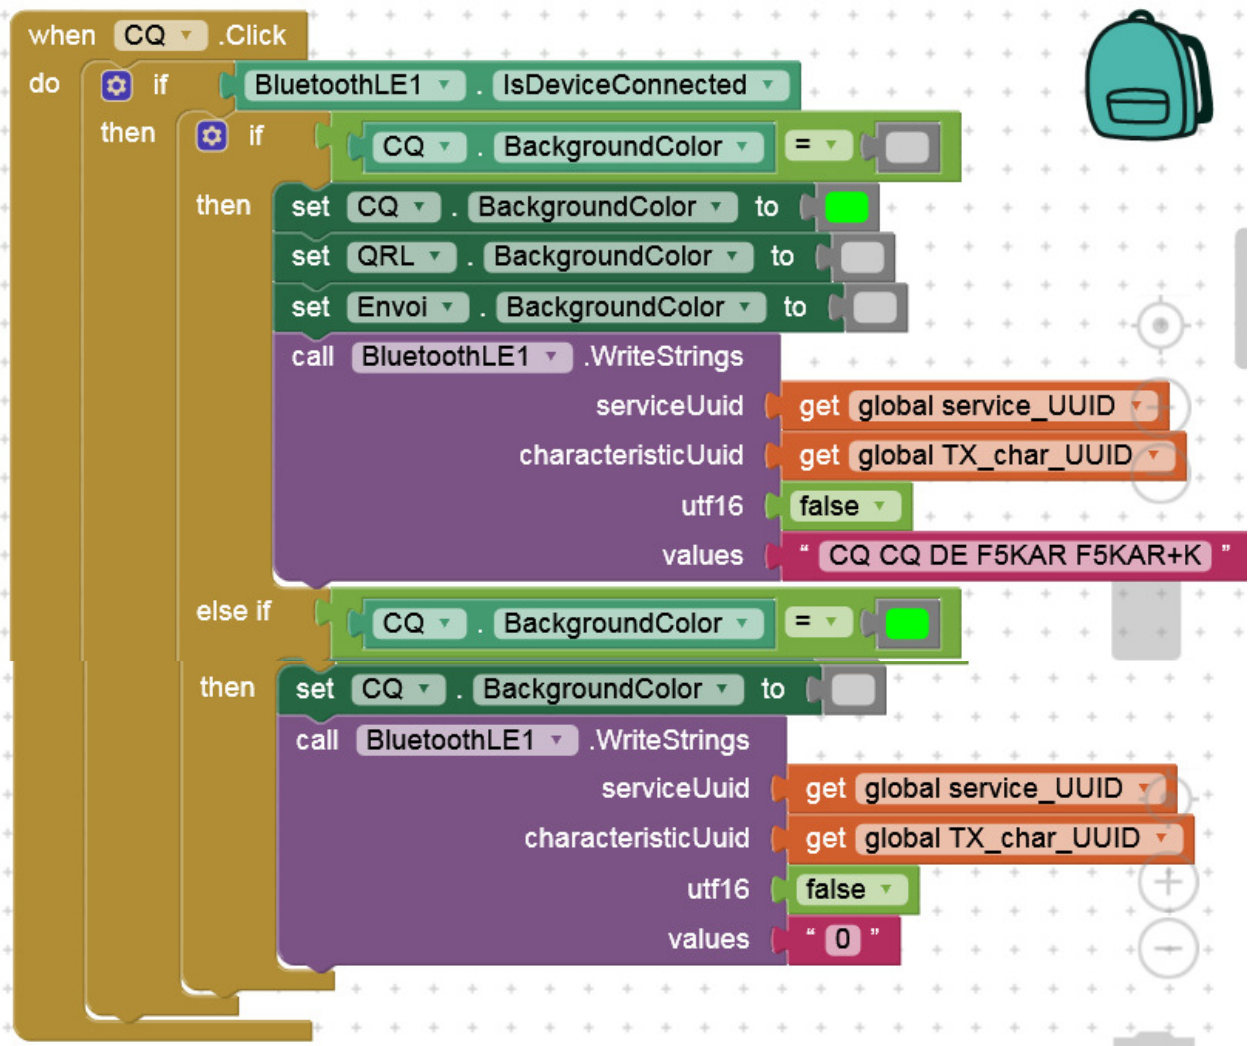 when CQ .Click
do if BluetoothLE1 . IsDeviceConnected
then if CQ . BackgroundColor =
then set CQ . BackgroundColor to
set QRL . BackgroundColor to
set Envoi . BackgroundColor to
call BluetoothLE1 .WriteStrings
serviceUuid get global service_UUID
characteristicUuid get global TX_char_UUID
utf16 false
values “ CQ CQ DE F5KAR F5KAR+K ”
else if CQ . BackgroundColor =
then set CQ . BackgroundColor to
call BluetoothLE1 .WriteStrings
serviceUuid get global service_UUID
characteristicUuid get global TX_char_UUID
utf16 false
values “ 0 ”